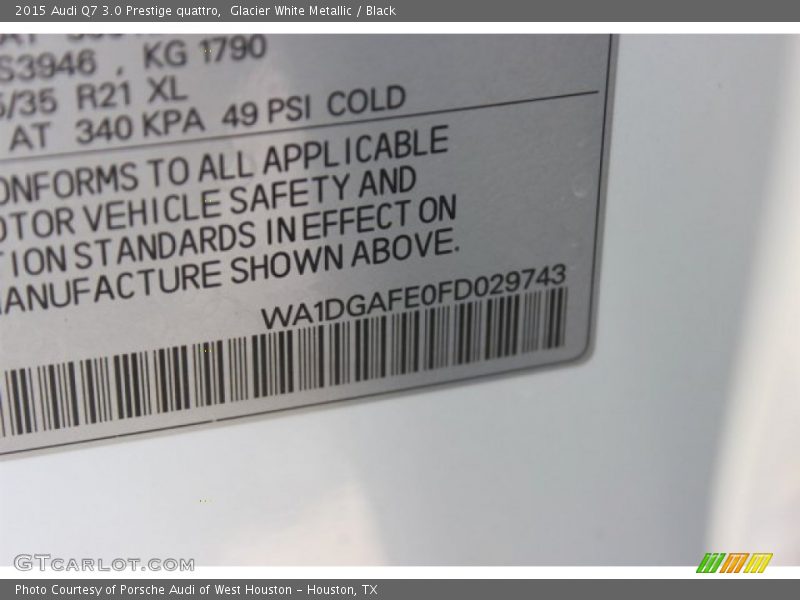 2015 Audi Q7 3.0 Prestige quattro,  Glacier White Metallic / Black
S3946 , KG 1790
/35 R21 XL
AT 340 KPA 49 PSI COLD
ONFORMS TO ALL APPLICABLE
OTOR VEHICLE SAFETY AND
TION STANDARDS IN EFFECT ON
MANUFACTURE SHOWN ABOVE.
WA1DGAFE0FD029743
GTCARLOT.COM
Photo Courtesy of Porsche Audi of West Houston – Houston, TX